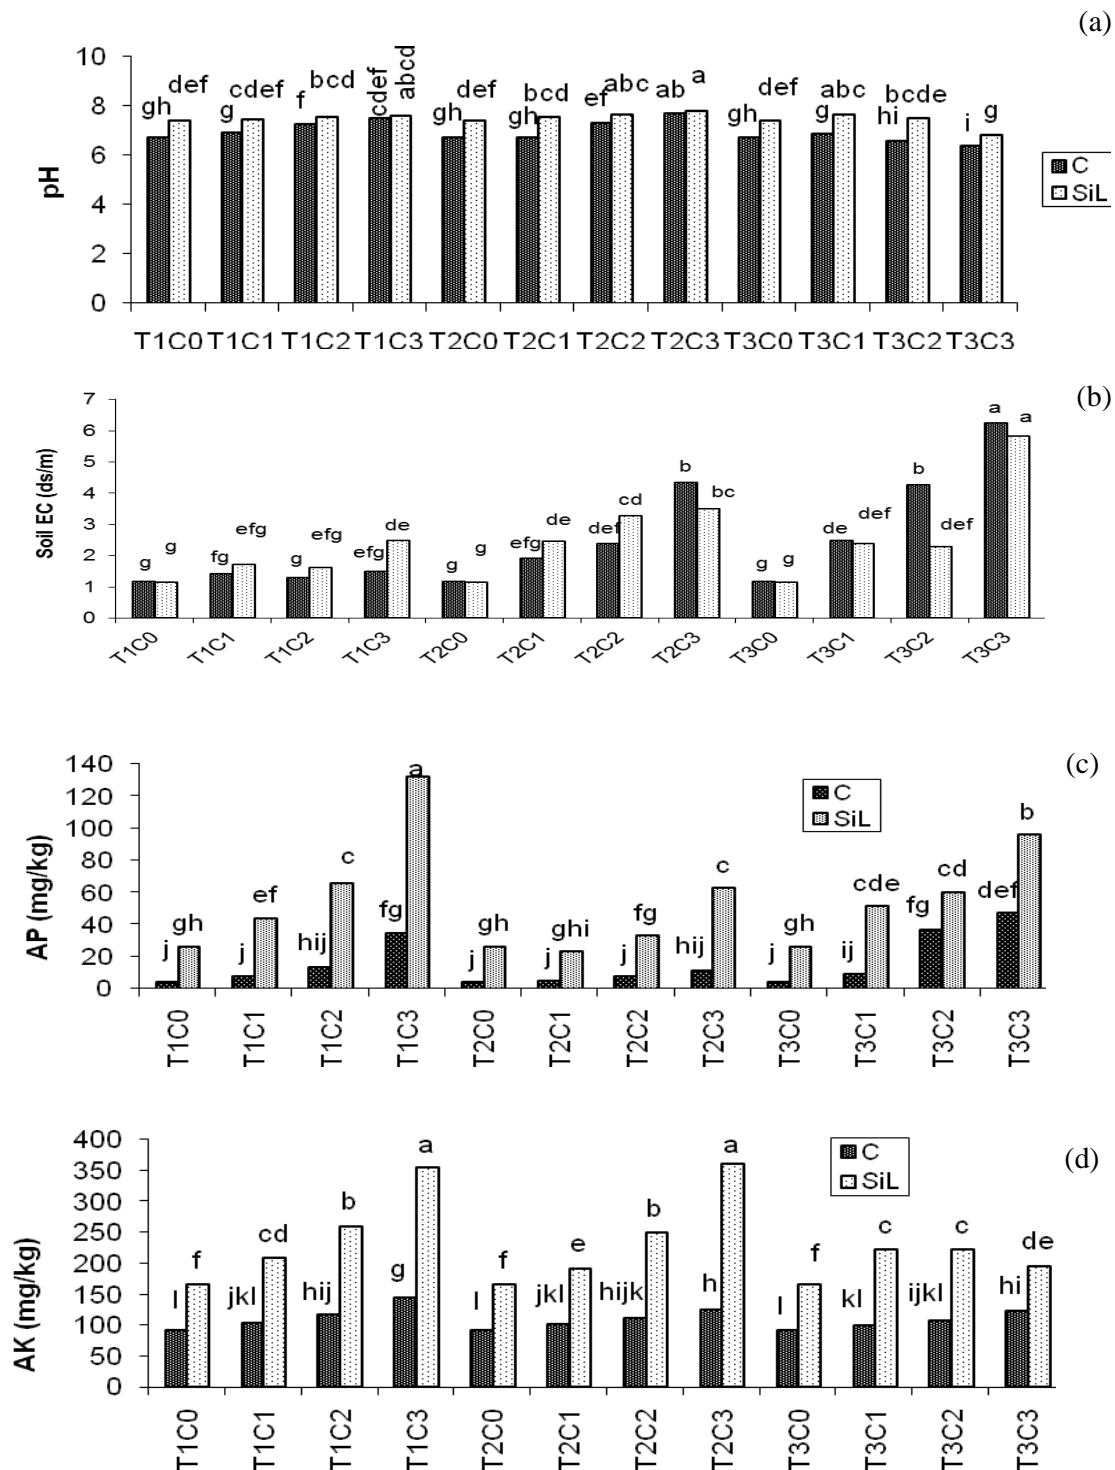 (a)
10
8
6
4
2
0
pH
gh def g cdef f bcd cdef abcd gh def gh bcd ef abc ab a gh def g abc hi bcde i g
C
SiL
T1C0 T1C1 T1C2 T1C3 T2C0 T2C1 T2C2 T2C3 T3C0 T3C1 T3C2 T3C3
(b)
7
6
5
4
3
2
1
0
Soil EC (ds/m)
g g fg efg g efg efg de g g efg de def cd b bc g g de def b def a a
T1C0 T1C1 T1C2 T1C3 T2C0 T2C1 T2C2 T2C3 T3C0 T3C1 T3C2 T3C3
(c)
140
120
100
80
60
40
20
0
AP (mg/kg)
C
SiL
j gh j ef hij c fg a j gh j ghi j fg hij c j gh ij cde fg cd def b
T1C0 T1C1 T1C2 T1C3 T2C0 T2C1 T2C2 T2C3 T3C0 T3C1 T3C2 T3C3
(d)
400
350
300
250
200
150
100
50
0
AK (mg/kg)
C
SiL
l f jkl cd hij b g a l f jkl e hijk b h a l f kl c ijkl c hi de
T1C0 T1C1 T1C2 T1C3 T2C0 T2C1 T2C2 T2C3 T3C0 T3C1 T3C2 T3C3